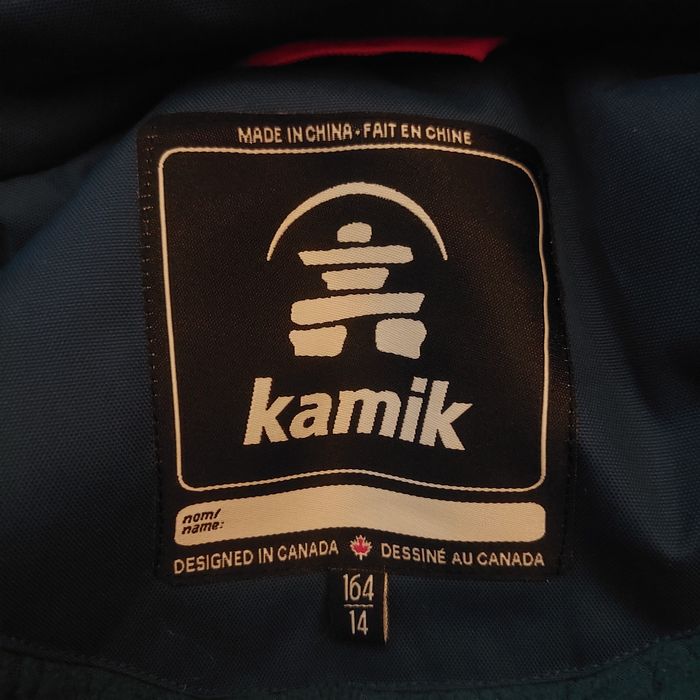 MADE IN CHINA • FAIT EN CHINE
kamik
nom/
name:
DESIGNED IN CANADA DESSINÉ AU CANADA
164
14